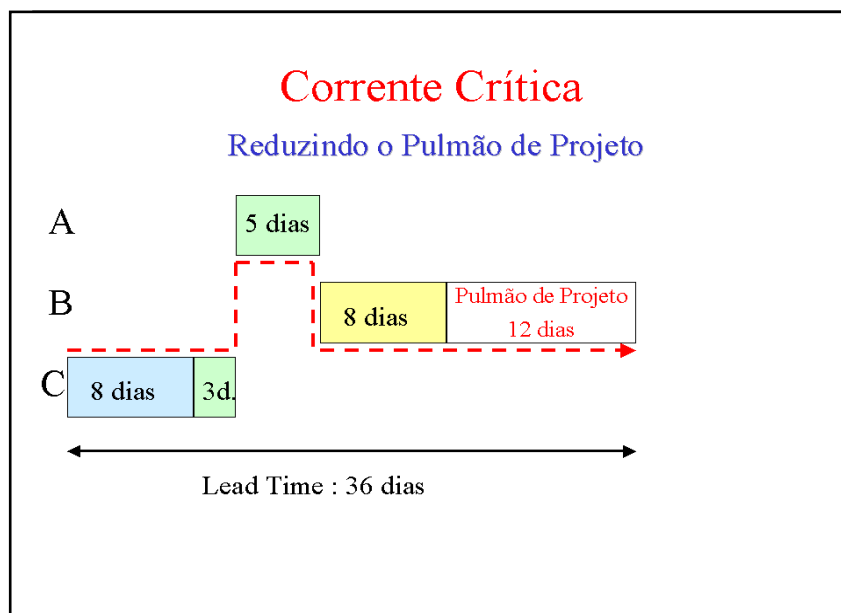 Corrente Crítica
Reduzindo o Pulmão de Projeto
A
5 dias
B
8 dias
Pulmão de Projeto
12 dias
C
8 dias
3d.
Lead Time : 36 dias